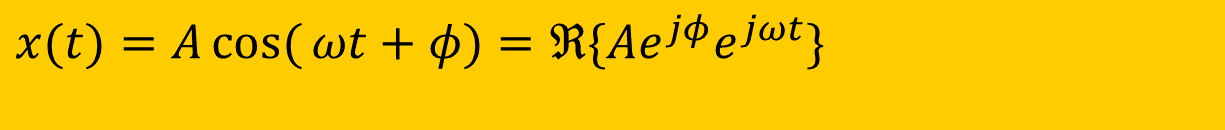 x(t) = A cos( ωt + ϕ) = ℜ{Ae^{jϕ}e^{jωt}}